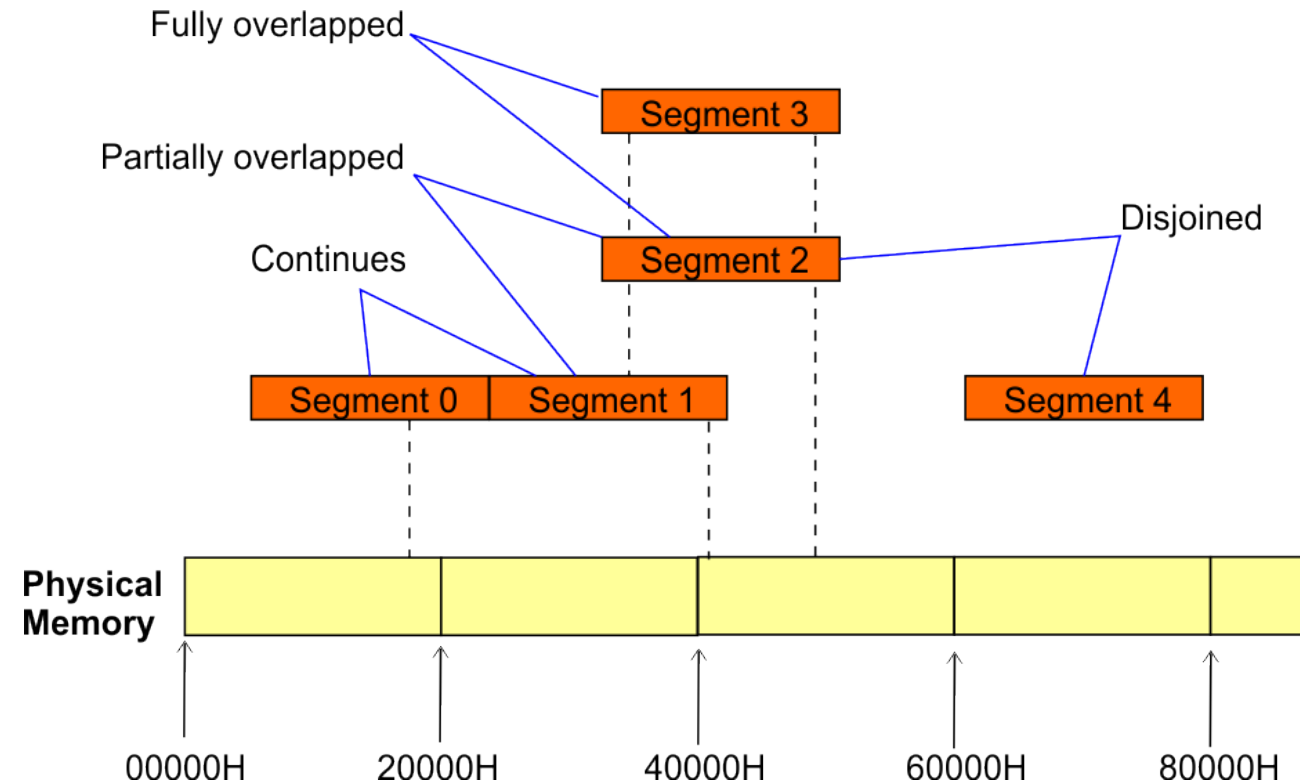 Fully overlapped
Segment 3
Partially overlapped
Disjoined
Continues
Segment 2
Segment 0
Segment 1
Segment 4
Physical
Memory
00000H
20000H
40000H
60000H
80000H